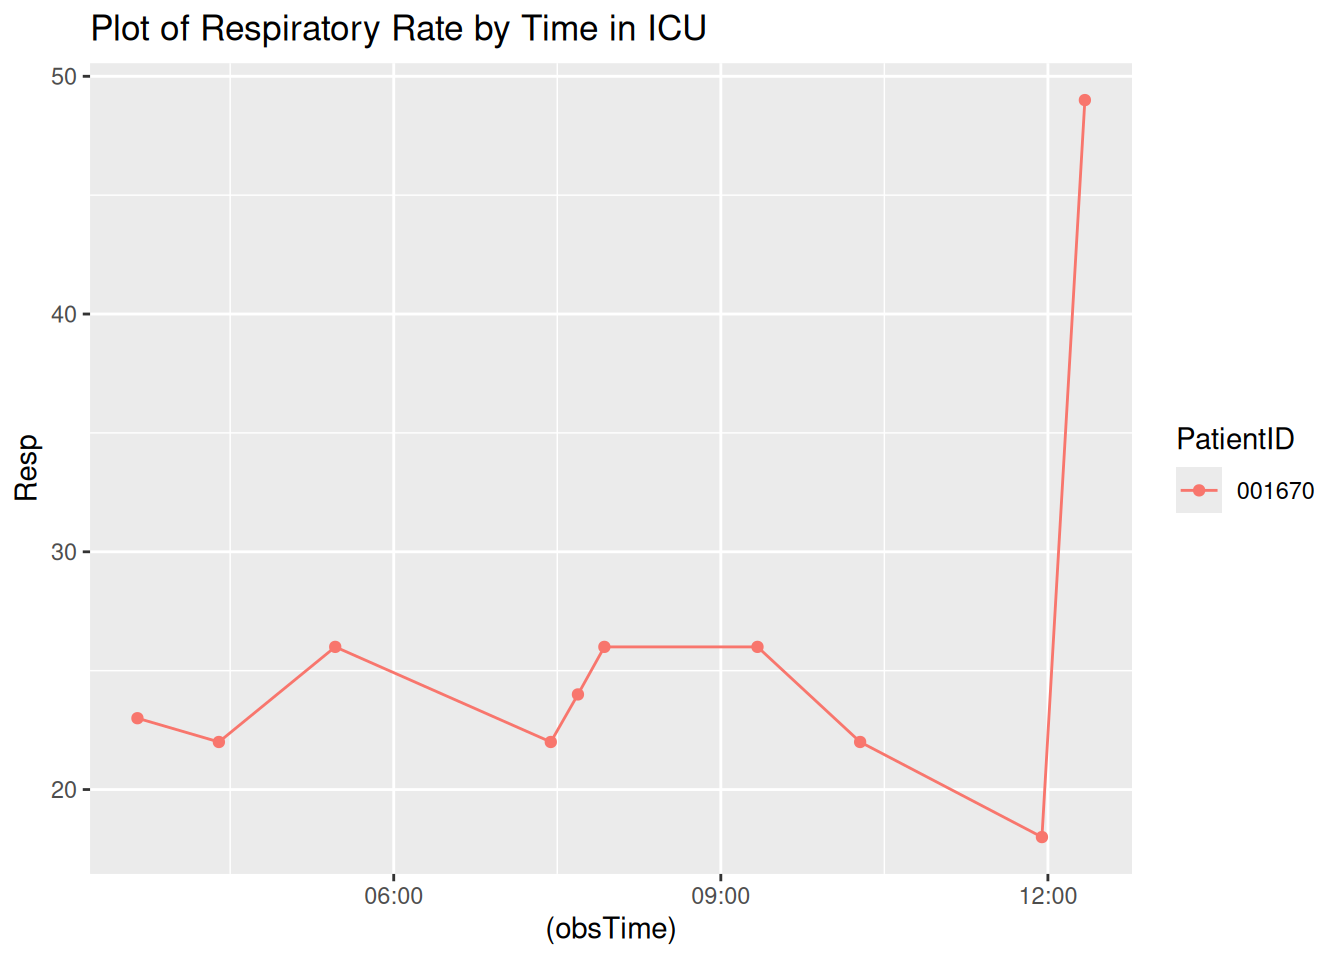 Plot of Respiratory Rate by Time in ICU
50
40
30
20
Resp
06:00
09:00
12:00
(obsTime)
PatientID
001670